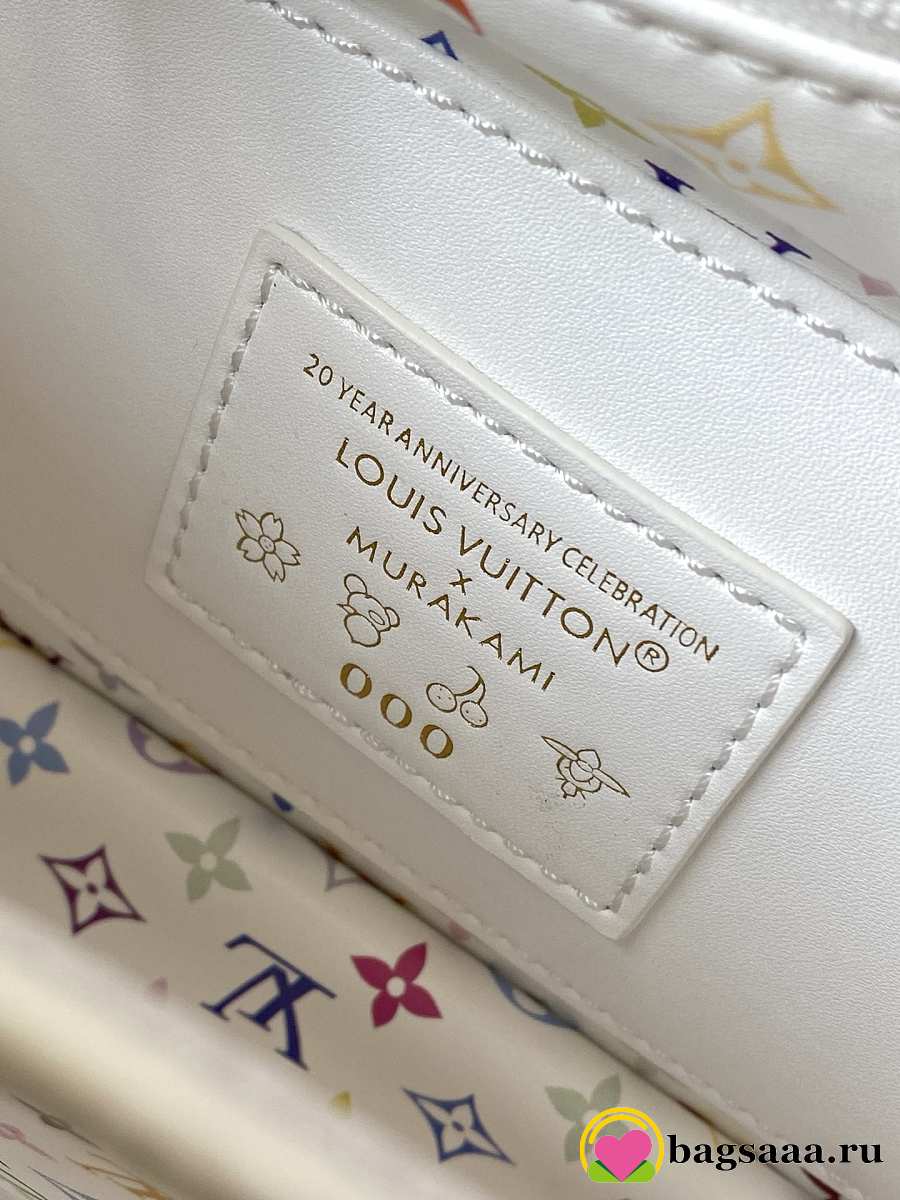 20 YEAR ANNIVERSARY CELEBRATION
LOUIS VUITTON®
x
MURAKAMI
000
bagsaaa.ru